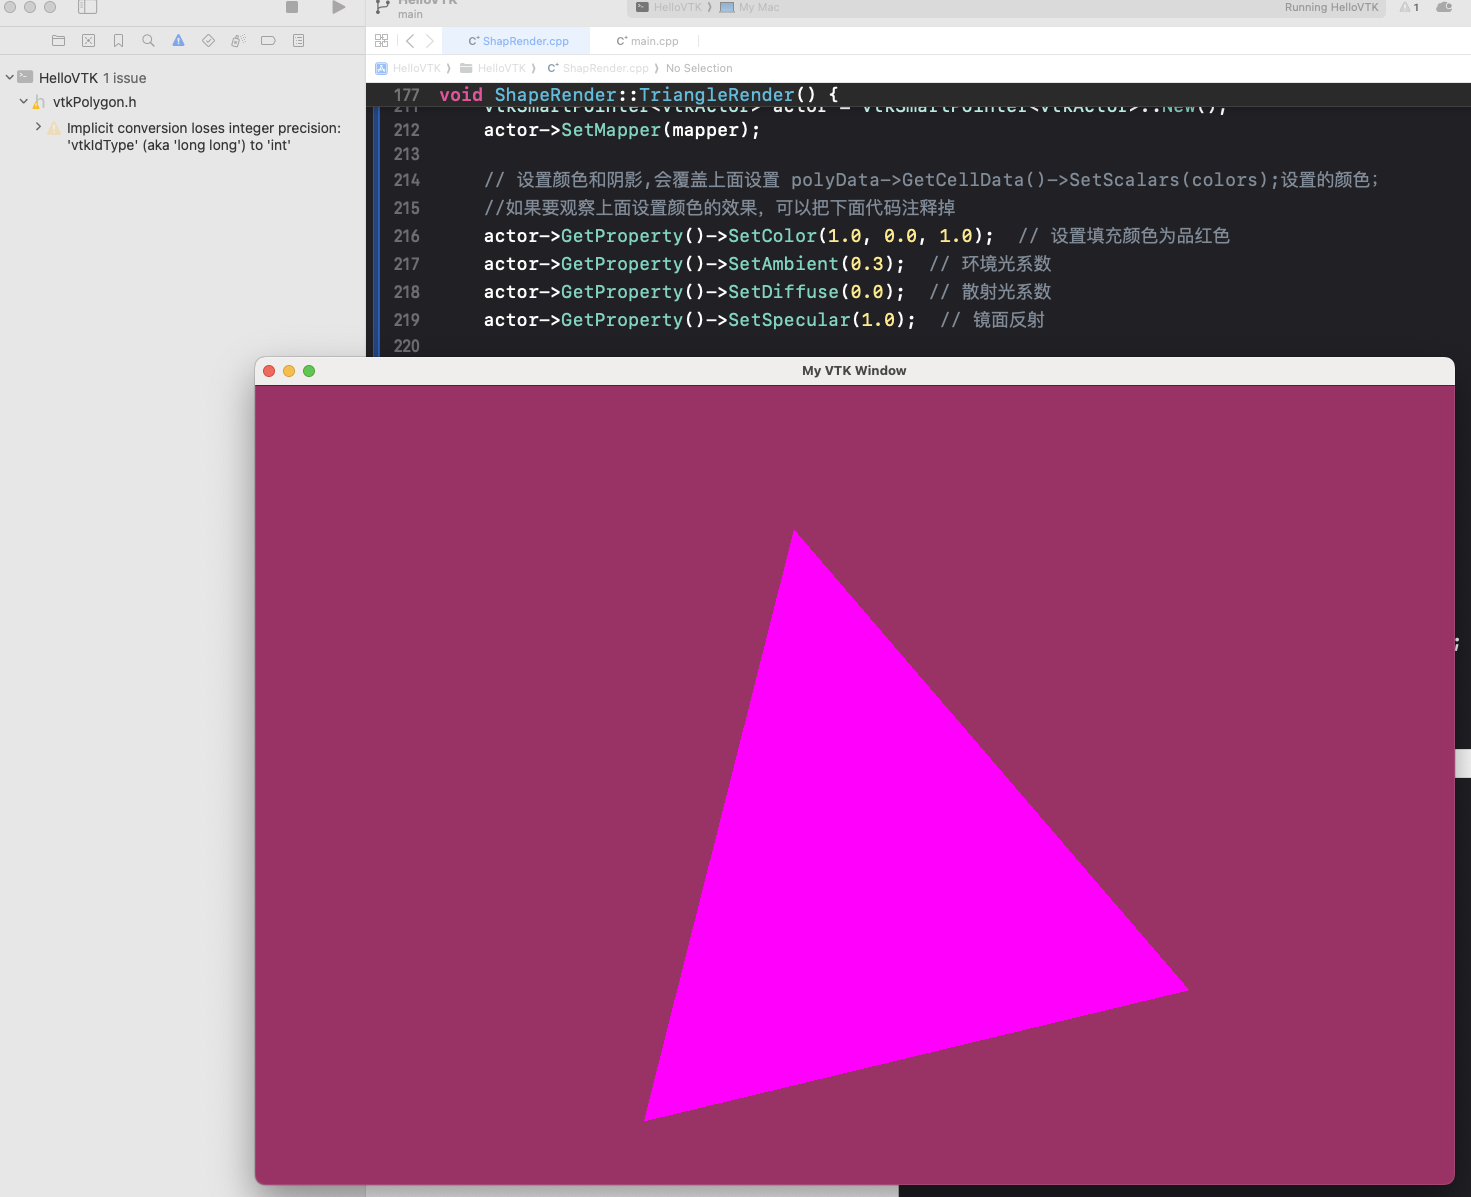 HelloVTK
main
HelloVTK ⟩ My Mac
Running HelloVTK
1
ShapRender.cpp
main.cpp
HelloVTK ⟩ HelloVTK ⟩ ShapRender.cpp ⟩ No Selection
HelloVTK 1 issue
vtkPolygon.h
Implicit conversion loses integer precision:
'vtkIdType' (aka 'long long') to 'int'
177 void ShapeRender::TriangleRender() {
211 vtkSmartPointer<vtkActor> actor = vtkSmartPointer<vtkActor>::New();
212 actor->SetMapper(mapper);
213
214 // 设置颜色和阴影,会覆盖上面设置 polyData->GetCellData()->SetScalars(colors);设置的颜色;
215 //如果要观察上面设置颜色的效果，可以把下面代码注释掉
216 actor->GetProperty()->SetColor(1.0, 0.0, 1.0); // 设置填充颜色为品红色
217 actor->GetProperty()->SetAmbient(0.3); // 环境光系数
218 actor->GetProperty()->SetDiffuse(0.0); // 散射光系数
219 actor->GetProperty()->SetSpecular(1.0); // 镜面反射
220
My VTK Window
;